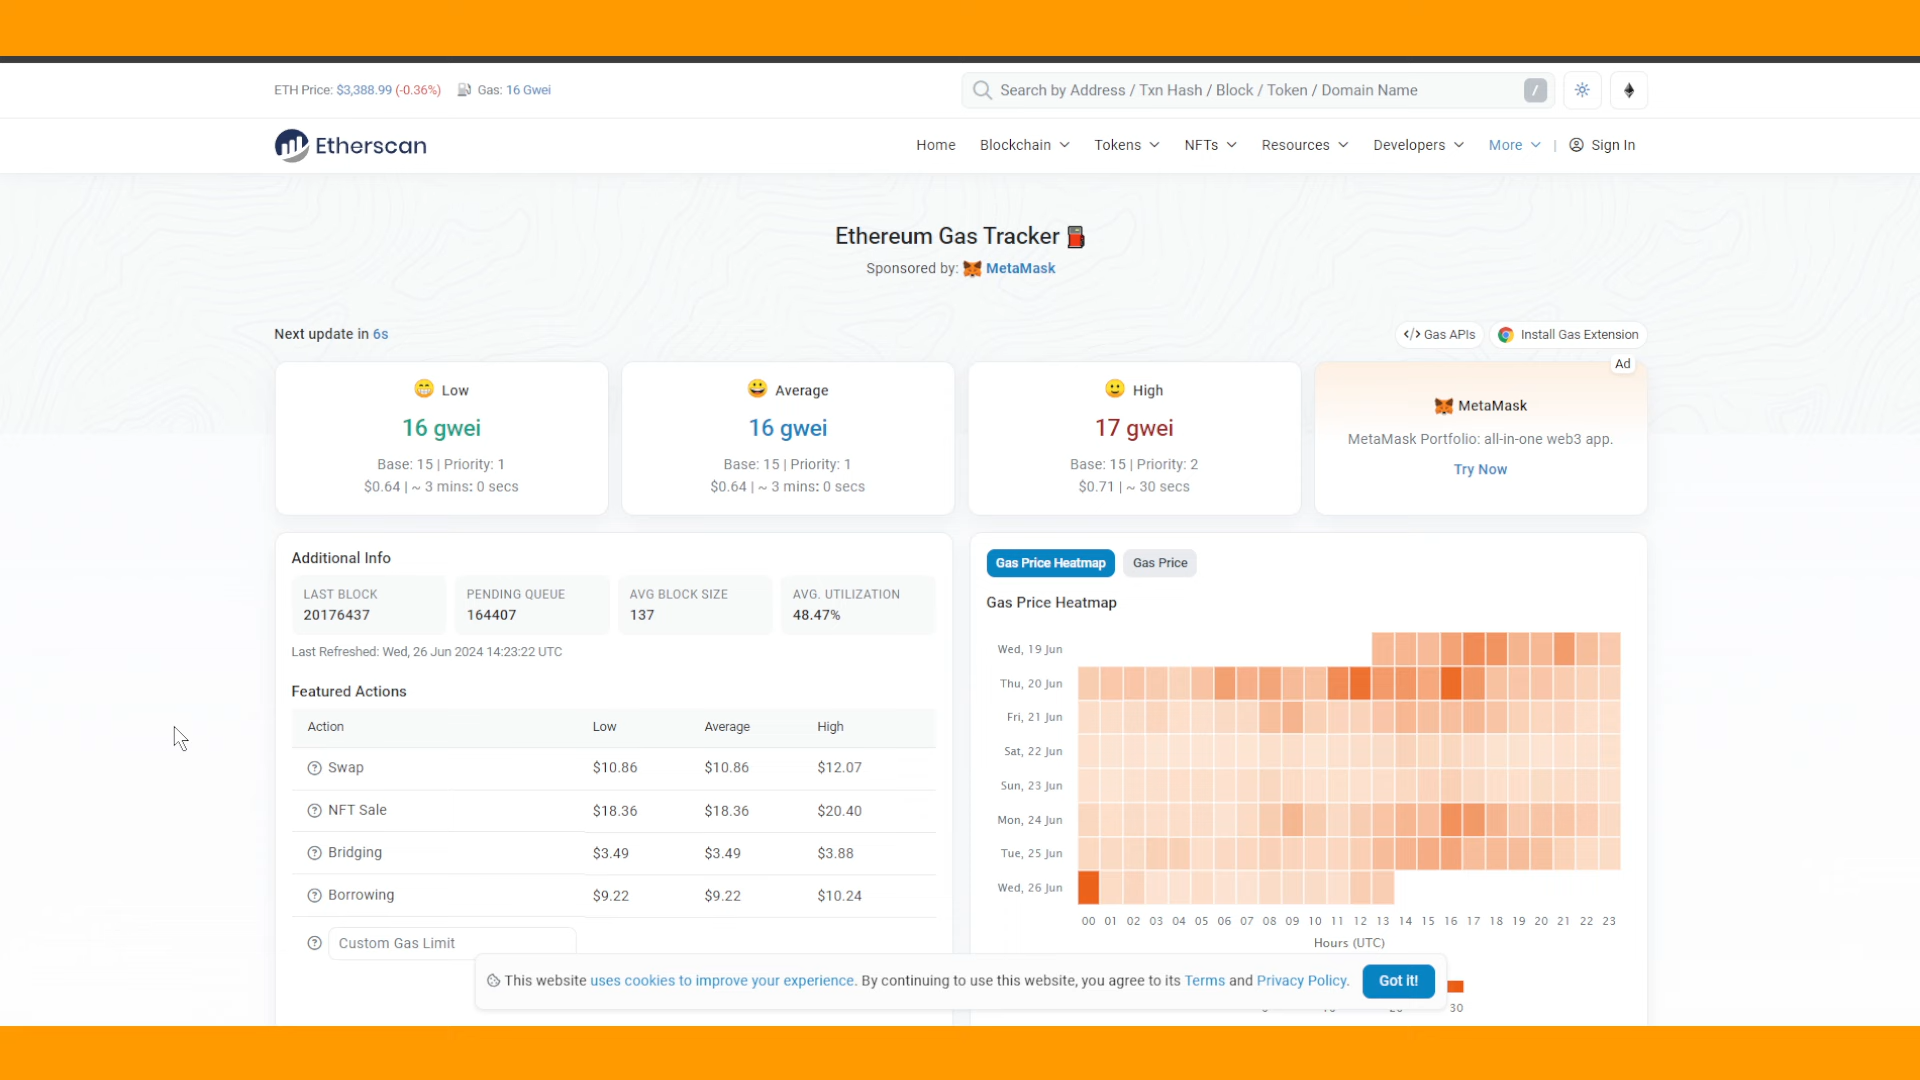 ETH Price: $3,388.99 (-0.36%) Gas: 16 Gwei
Search by Address / Txn Hash / Block / Token / Domain Name /
Etherscan
Home Blockchain Tokens NFTs Resources Developers More | Sign In
Ethereum Gas Tracker
Sponsored by: MetaMask
Next update in 6s
</> Gas APIs Install Gas Extension
Low
16 gwei
Base: 15 | Priority: 1
$0.64 | ~ 3 mins: 0 secs
Average
16 gwei
Base: 15 | Priority: 1
$0.64 | ~ 3 mins: 0 secs
High
17 gwei
Base: 15 | Priority: 2
$0.71 | ~ 30 secs
Ad
MetaMask
MetaMask Portfolio: all-in-one web3 app.
Try Now
Additional Info
LAST BLOCK
20176437
PENDING QUEUE
164407
AVG BLOCK SIZE
137
AVG. UTILIZATION
48.47%
Last Refreshed: Wed, 26 Jun 2024 14:23:22 UTC
Featured Actions
Action Low Average High
Swap $10.86 $10.86 $12.07
NFT Sale $18.36 $18.36 $20.40
Bridging $3.49 $3.49 $3.88
Borrowing $9.22 $9.22 $10.24
Custom Gas Limit
Gas Price Heatmap Gas Price
Gas Price Heatmap
Wed, 19 Jun
Thu, 20 Jun
Fri, 21 Jun
Sat, 22 Jun
Sun, 23 Jun
Mon, 24 Jun
Tue, 25 Jun
Wed, 26 Jun
00 01 02 03 04 05 06 07 08 09 10 11 12 13 14 15 16 17 18 19 20 21 22 23
Hours (UTC)
30
This website uses cookies to improve your experience. By continuing to use this website, you agree to its Terms and Privacy Policy. Got it!